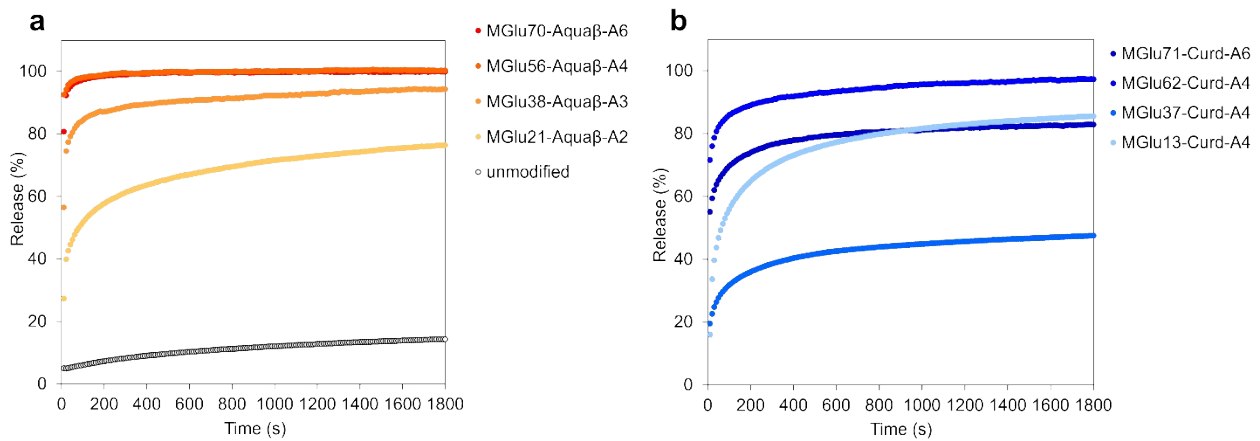 a
MGlu70-Aquaβ-A6
MGlu56-Aquaβ-A4
MGlu38-Aquaβ-A3
MGlu21-Aquaβ-A2
unmodified
Release (%)
100
80
60
40
20
0
0 200 400 600 800 1000 1200 1400 1600 1800
Time (s)
b
MGlu71-Curd-A6
MGlu62-Curd-A4
MGlu37-Curd-A4
MGlu13-Curd-A4
Release (%)
100
80
60
40
20
0
0 200 400 600 800 1000 1200 1400 1600 1800
Time (s)